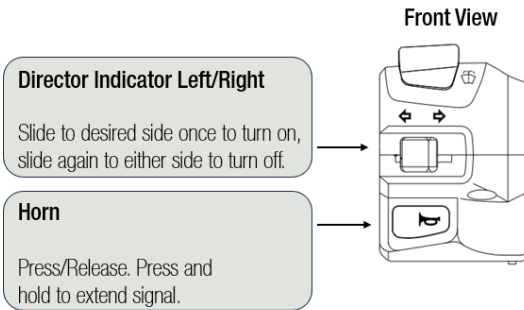 Front View
Director Indicator Left/Right
Slide to desired side once to turn on,
slide again to either side to turn off.
Horn
Press/Release. Press and
hold to extend signal.